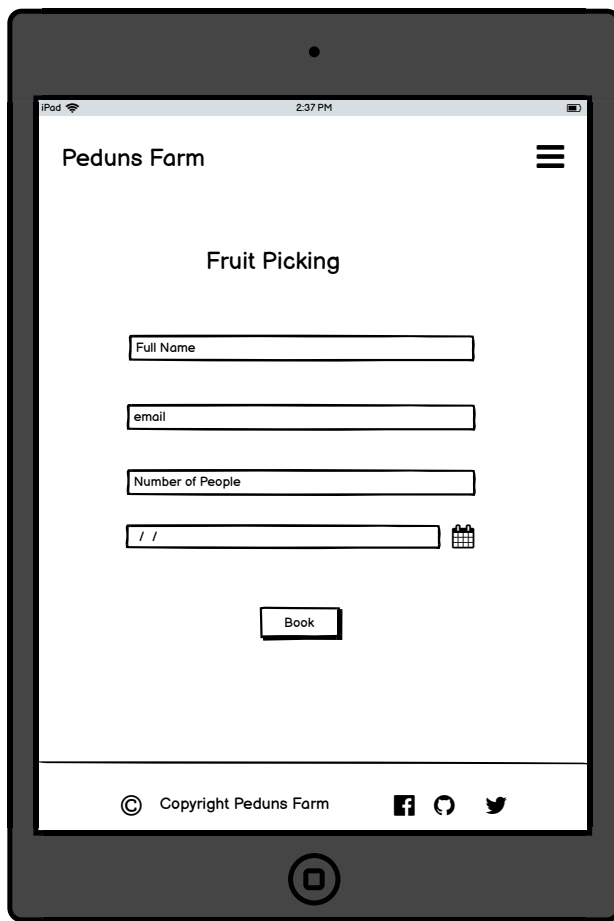 iPad 2:37 PM
Peduns Farm
Fruit Picking
Full Name
email
Number of People
/ /
Book
© Copyright Peduns Farm